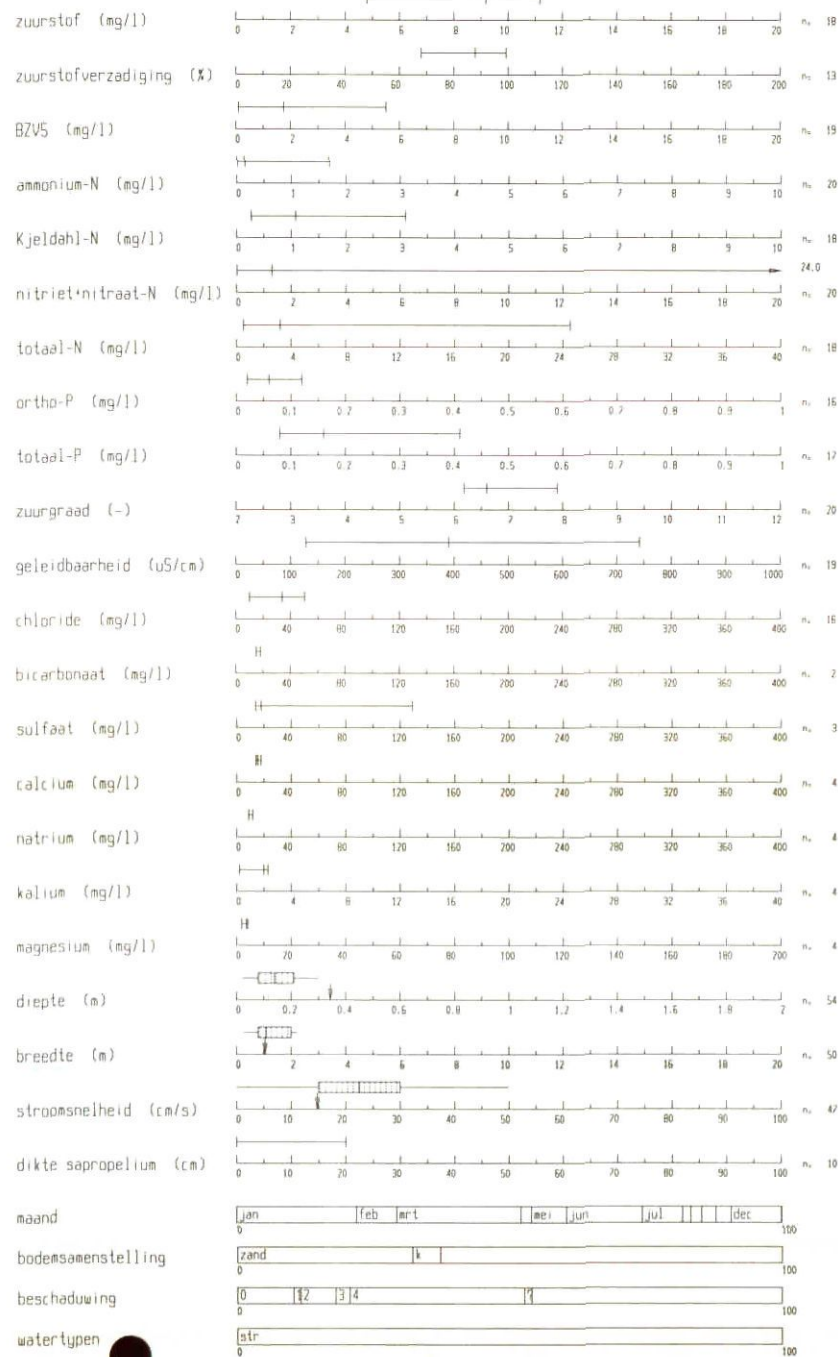 zuurstof (mg/l) 0 2 4 6 8 10 12 14 16 18 20 n= 18
zuurstofverzadiging (%) 0 20 40 60 80 100 120 140 160 180 200 n= 13
BZV5 (mg/l) 0 2 4 6 8 10 12 14 16 18 20 n= 19
ammonium-N (mg/l) 0 1 2 3 4 5 6 7 8 9 10 n= 20
Kjeldahl-N (mg/l) 0 1 2 3 4 5 6 7 8 9 10 n= 18
24.0
nitriet+nitraat-N (mg/l) 0 2 4 6 8 10 12 14 16 18 20 n= 20
totaal-N (mg/l) 0 4 8 12 16 20 24 28 32 36 40 n= 18
ortho-P (mg/l) 0 0.1 0.2 0.3 0.4 0.5 0.6 0.7 0.8 0.9 1 n= 16
totaal-P (mg/l) 0 0.1 0.2 0.3 0.4 0.5 0.6 0.7 0.8 0.9 1 n= 17
zuurgraad (-) 2 3 4 5 6 7 8 9 10 11 12 n= 20
geleidbaarheid (uS/cm) 0 100 200 300 400 500 600 700 800 900 1000 n= 19
chloride (mg/l) 0 40 80 120 160 200 240 280 320 360 400 n= 16
bicarbonaat (mg/l) 0 40 80 120 160 200 240 280 320 360 400 n= 2
sulfaat (mg/l) 0 40 80 120 160 200 240 280 320 360 400 n= 3
calcium (mg/l) 0 40 80 120 160 200 240 280 320 360 400 n= 4
natrium (mg/l) 0 40 80 120 160 200 240 280 320 360 400 n= 4
kalium (mg/l) 0 4 8 12 16 20 24 28 32 36 40 n= 4
magnesium (mg/l) 0 20 40 60 80 100 120 140 160 180 200 n= 4
diepte (m) 0 0.2 0.4 0.6 0.8 1 1.2 1.4 1.6 1.8 2 n= 54
breedte (m) 0 2 4 6 8 10 12 14 16 18 20 n= 50
stroomsnelheid (cm/s) 0 10 20 30 40 50 60 70 80 90 100 n= 47
dikte sapropelium (cm) 0 10 20 30 40 50 60 70 80 90 100 n= 10
maand jan feb mrt mei jun jul dec
0 100
bodemsamenstelling zand k
0 100
beschaduwing 0 1 2 3 4 ?
0 100
watertypen str
0 100